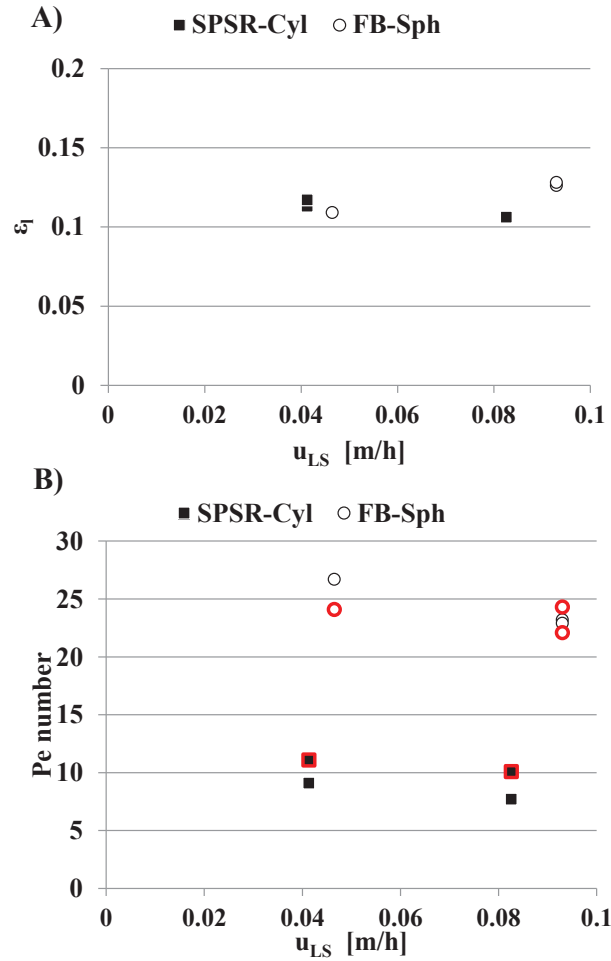 A)
■ SPSR-Cyl ○ FB-Sph
0.2
0.15
0.1
0.05
0
εl
0 0.02 0.04 0.06 0.08 0.1
uLS [m/h]
B)
■ SPSR-Cyl ○ FB-Sph
30
25
20
15
10
5
0
Pe number
0 0.02 0.04 0.06 0.08 0.1
uLS [m/h]